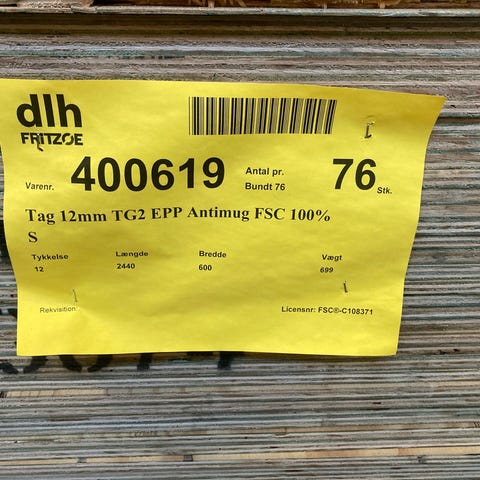 dlh
FRITZOE
Varenr. 400619 Antal pr. Bundt 76 76 Stk.
Tag 12mm TG2 EPP Antimug FSC 100%
S
Tykkelse Længde Bredde Vægt
12 2440 600 699
Rekvisition Licensnr: FSC®-C108371